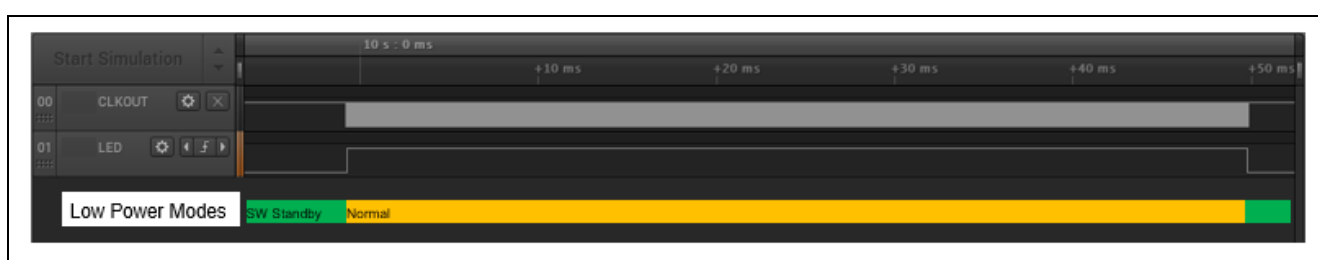 10 s : 0 ms
Start Simulation
+10 ms
+20 ms
+30 ms
+40 ms
+50 ms
00
CLKOUT
01
LED
Low Power Modes
SW Standby
Normal